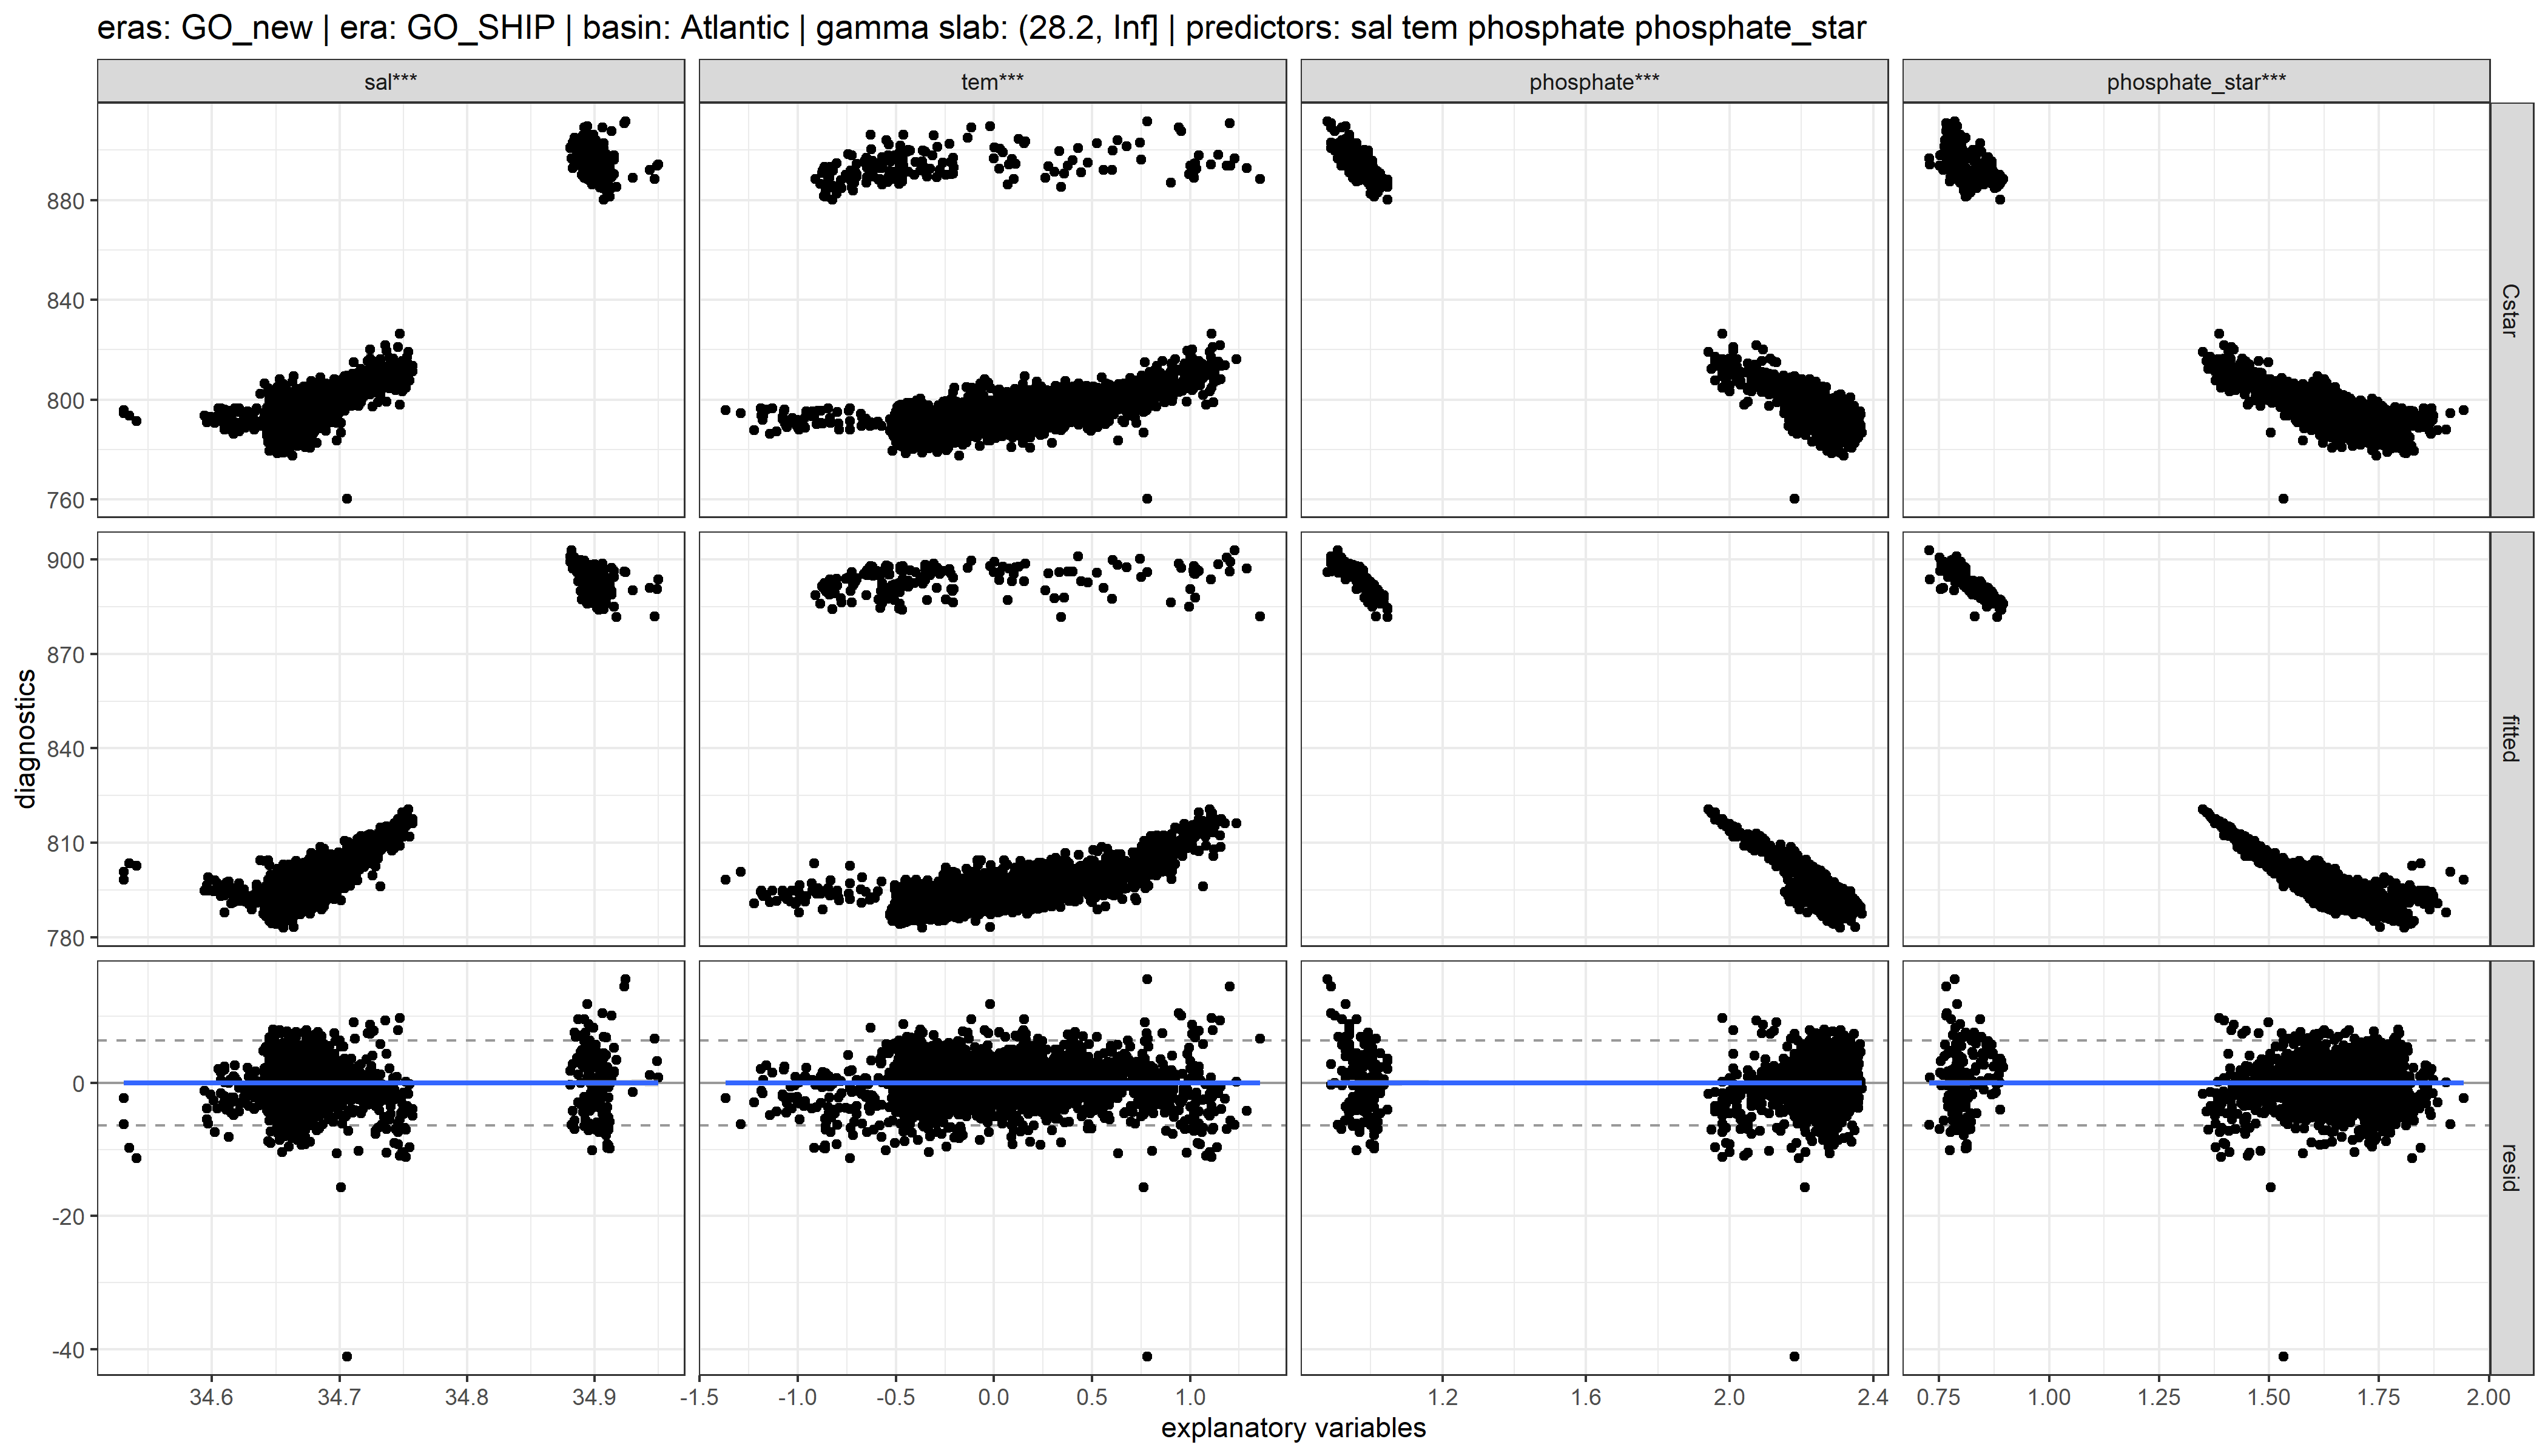 eras: GO_new | era: GO_SHIP | basin: Atlantic | gamma slab: (28.2, Inf] | predictors: sal tem phosphate phosphate_star
sal*** tem*** phosphate*** phosphate_star***
880
840
800
760
Cstar
900
870
840
810
780
fitted
0
-20
-40
resid
diagnostics
34.6 34.7 34.8 34.9 -1.5 -1.0 -0.5 0.0 0.5 1.0 1.2 1.6 2.0 2.4 0.75 1.00 1.25 1.50 1.75 2.00
explanatory variables